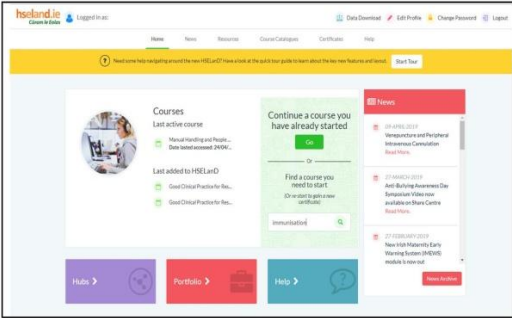 hseland.ie
Cúram le Eolas
Logged in as:
Data Download
Edit Profile
Change Password
Logout
Home
News
Resources
Course Catalogues
Certificates
Help
Need some help navigating around the new HSELanD? Have a look at the quick tour guide to learn about the key new features and layout.
Start Tour
Courses
Last active course
Manual Handling and People...
Date lasted accessed: 24/04/...
Last added to HSELanD
Good Clinical Practice for Res...
Good Clinical Practice for Res...
Continue a course you
have already started
Go
Or
Find a course you
need to start
(Or re-start to gain a new
certificate)
immunisation
News
29 APRIL 2019
Venepuncture and Peripheral
Intravenous Cannulation
Read More.
27 MARCH 2019
Anti-Bullying Awareness Day
Symposium Video now
available on Share Centre
Read More.
27 FEBRUARY 2019
New Irish Maternity Early
Warning System (IMEWS)
module is now out
News Archive
Hubs
Portfolio
Help